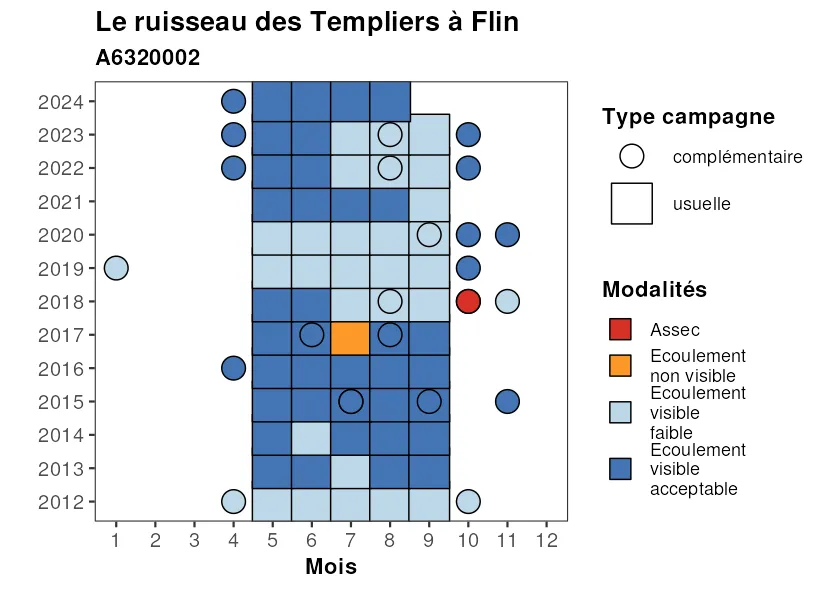 Le ruisseau des Templiers à Flin
A6320002
2024
2023
2022
2021
2020
2019
2018
2017
2016
2015
2014
2013
2012
1 2 3 4 5 6 7 8 9 10 11 12
Mois
Type campagne
complémentaire
usuelle
Modalités
Assec
Ecoulement
non visible
Ecoulement
visible
faible
Ecoulement
visible
acceptable